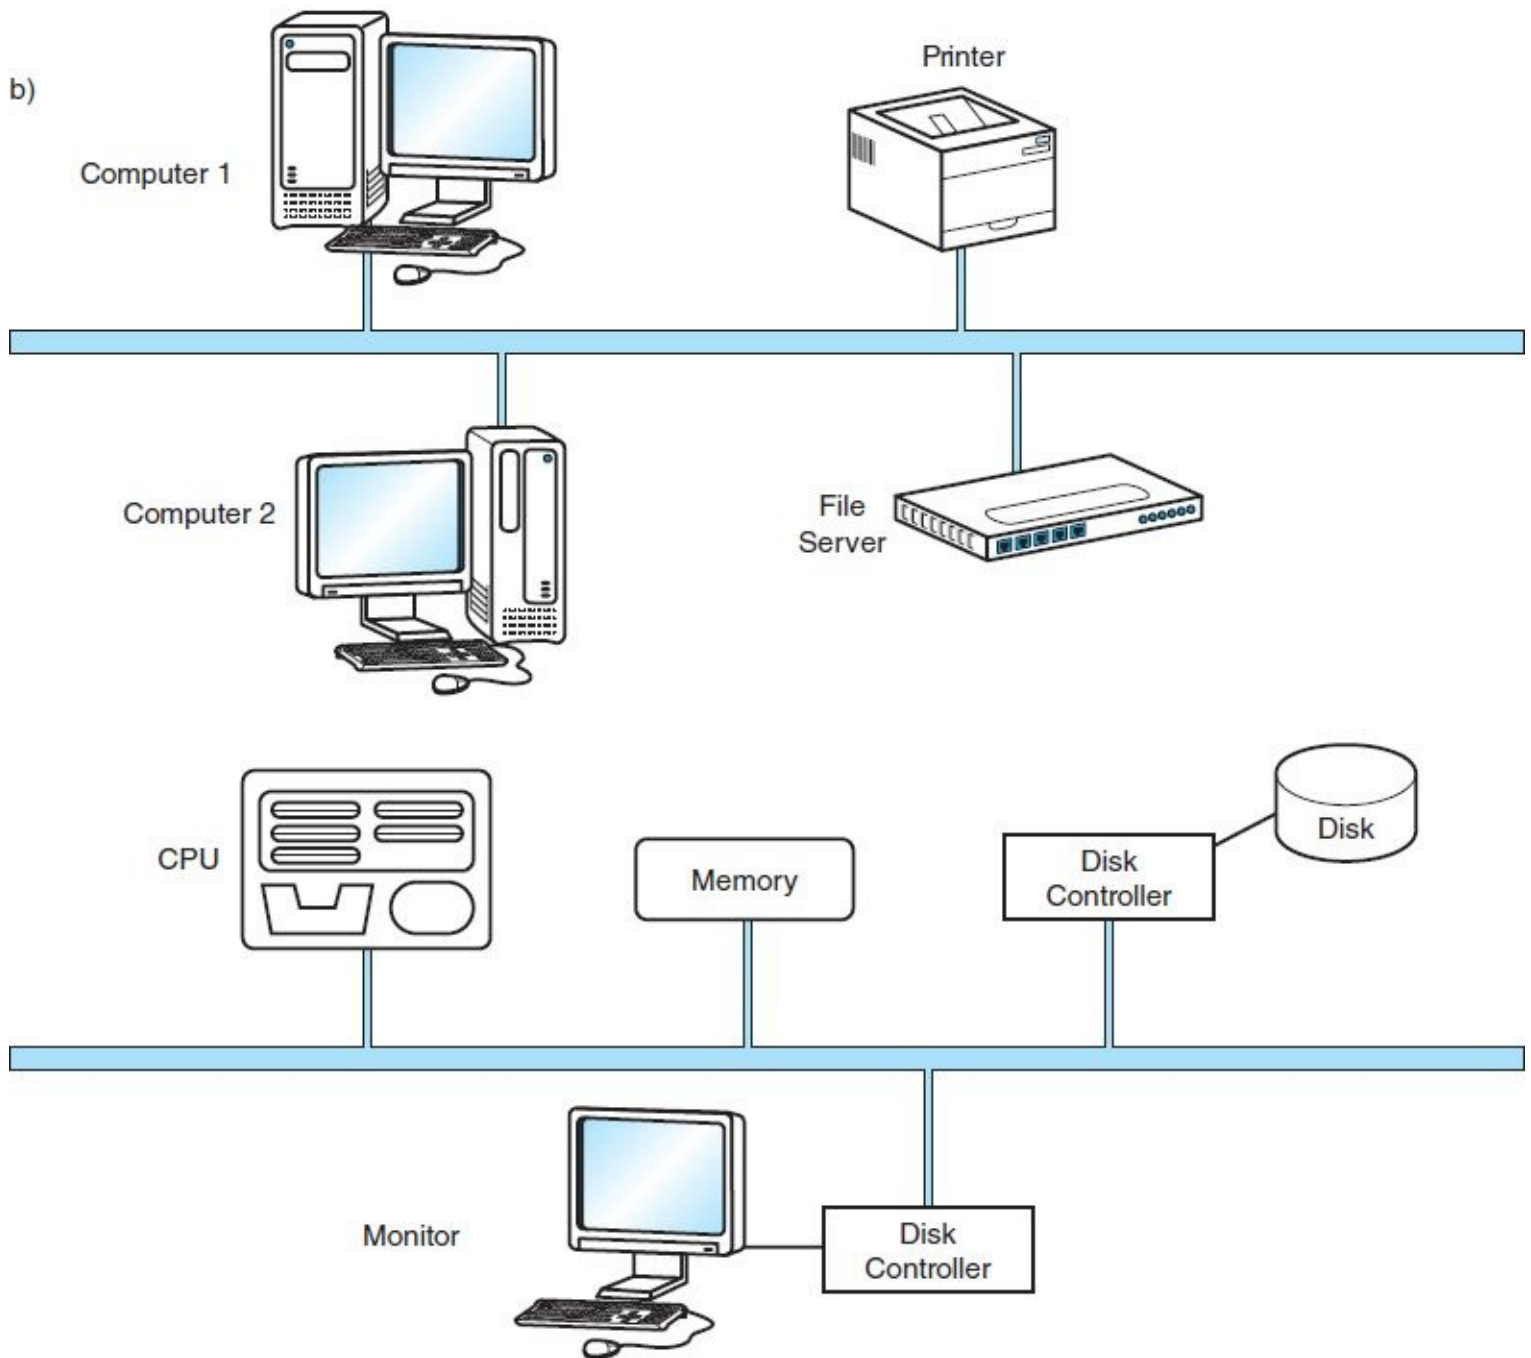 b)
Printer
Computer 1
Computer 2
File
Server
CPU
Memory
Disk
Controller
Disk
Monitor
Disk
Controller